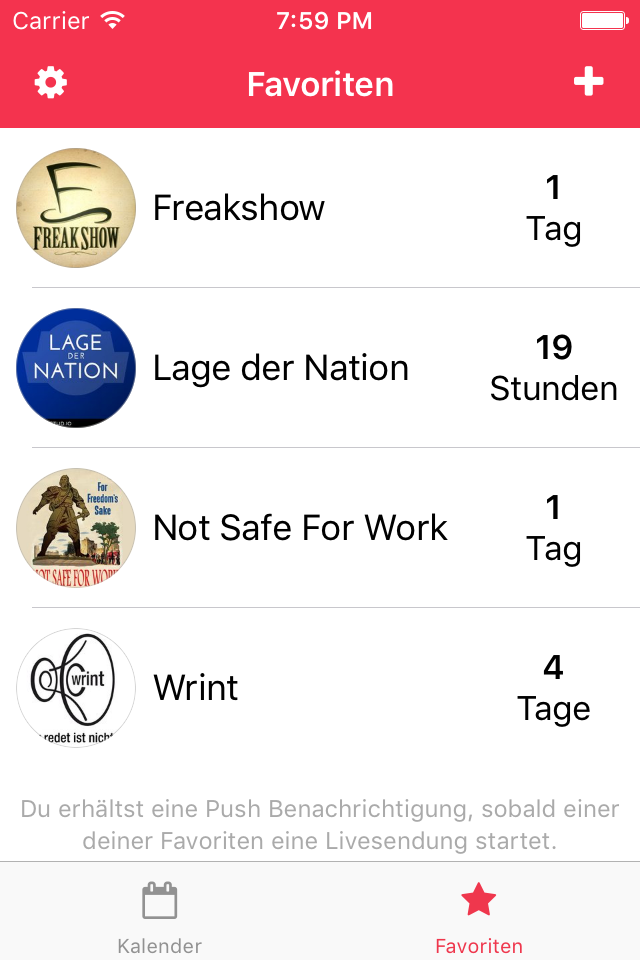 Carrier 7:59 PM
Favoriten
FREAKSHOW
Freakshow
1
Tag
LAGE
DER
NATION
Lage der Nation
19
Stunden
For
Freedom's
Sake
NOT SAFE FOR WORK
Not Safe For Work
1
Tag
wrint
redet ist nicht
Wrint
4
Tage
Du erhältst eine Push Benachrichtigung, sobald einer
deiner Favoriten eine Livesendung startet.
Kalender Favoriten